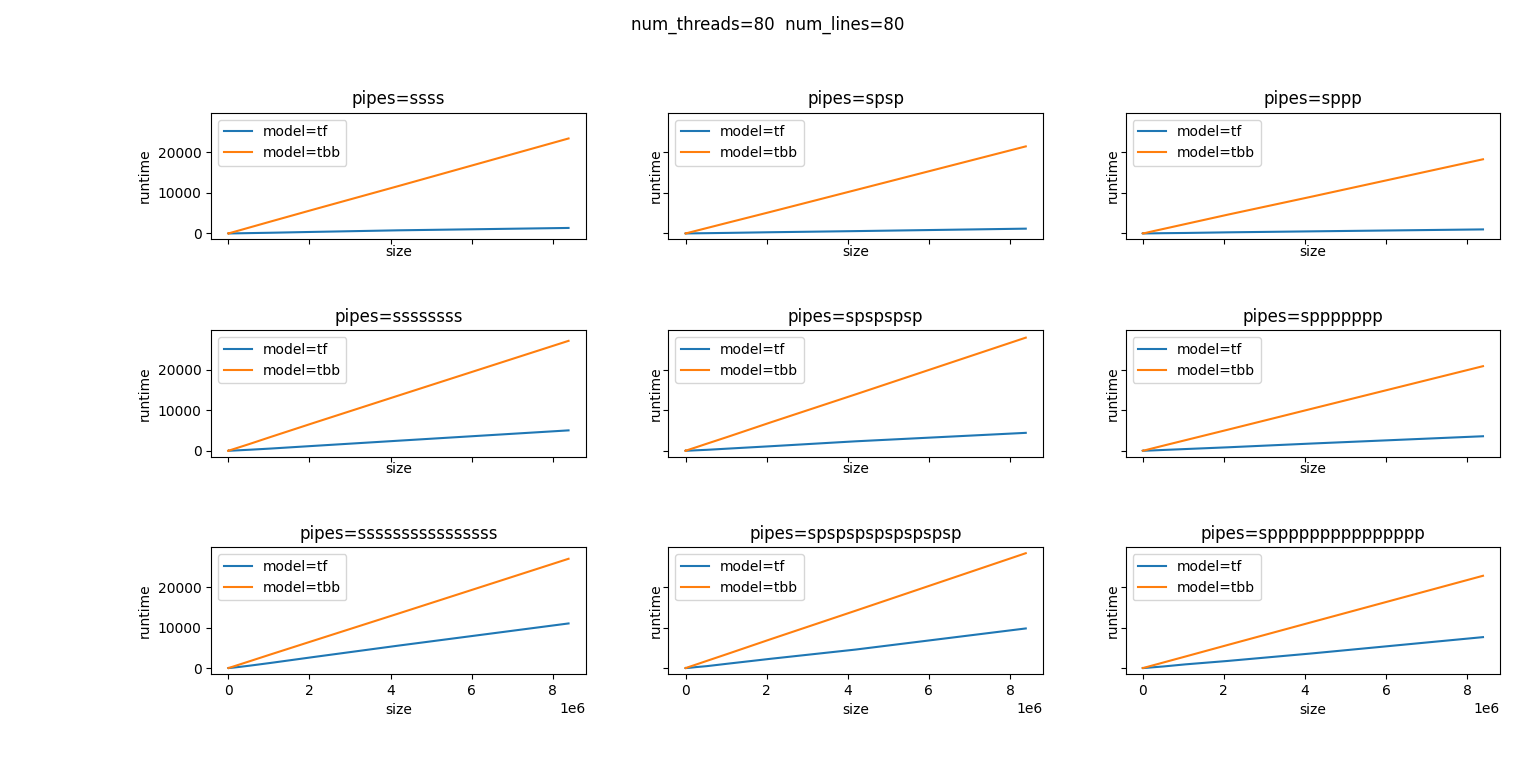 num_threads=80  num_lines=80
pipes=ssss
model=tf
model=tbb
runtime
20000
10000
0
size
pipes=spsp
model=tf
model=tbb
runtime
size
pipes=sppp
model=tf
model=tbb
runtime
size
pipes=ssssssss
model=tf
model=tbb
runtime
20000
10000
0
size
pipes=spspspsp
model=tf
model=tbb
runtime
size
pipes=sppppppp
model=tf
model=tbb
runtime
size
pipes=ssssssssssssssss
model=tf
model=tbb
runtime
20000
10000
0
0 2 4 6 8
size
1e6
pipes=spspspspspspspsp
model=tf
model=tbb
runtime
0 2 4 6 8
size
1e6
pipes=sppppppppppppppp
model=tf
model=tbb
runtime
0 2 4 6 8
size
1e6